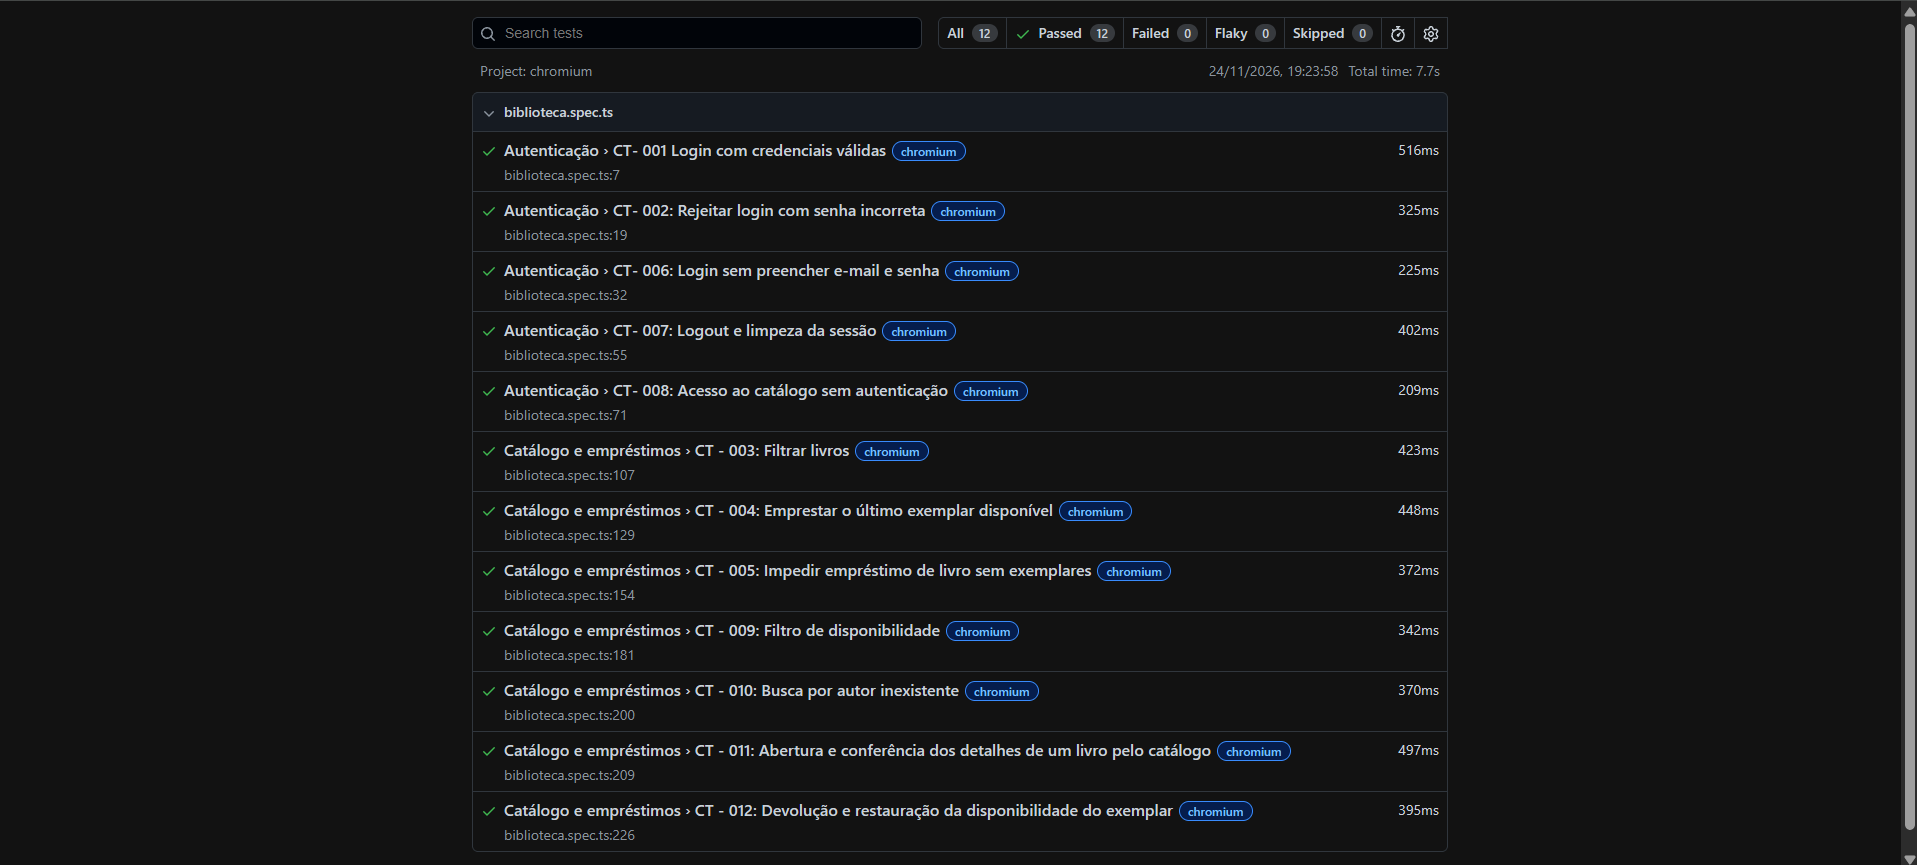 Search tests
All 12 Passed 12 Failed 0 Flaky 0 Skipped 0
Project: chromium
24/11/2026, 19:23:58 Total time: 7.7s
biblioteca.spec.ts
Autenticação › CT- 001 Login com credenciais válidas chromium 516ms
biblioteca.spec.ts:7
Autenticação › CT- 002: Rejeitar login com senha incorreta chromium 325ms
biblioteca.spec.ts:19
Autenticação › CT- 006: Login sem preencher e-mail e senha chromium 225ms
biblioteca.spec.ts:32
Autenticação › CT- 007: Logout e limpeza da sessão chromium 402ms
biblioteca.spec.ts:55
Autenticação › CT- 008: Acesso ao catálogo sem autenticação chromium 209ms
biblioteca.spec.ts:71
Catálogo e empréstimos › CT - 003: Filtrar livros chromium 423ms
biblioteca.spec.ts:107
Catálogo e empréstimos › CT - 004: Emprestar o último exemplar disponível chromium 448ms
biblioteca.spec.ts:129
Catálogo e empréstimos › CT - 005: Impedir empréstimo de livro sem exemplares chromium 372ms
biblioteca.spec.ts:154
Catálogo e empréstimos › CT - 009: Filtro de disponibilidade chromium 342ms
biblioteca.spec.ts:181
Catálogo e empréstimos › CT - 010: Busca por autor inexistente chromium 370ms
biblioteca.spec.ts:200
Catálogo e empréstimos › CT - 011: Abertura e conferência dos detalhes de um livro pelo catálogo chromium 497ms
biblioteca.spec.ts:209
Catálogo e empréstimos › CT - 012: Devolução e restauração da disponibilidade do exemplar chromium 395ms
biblioteca.spec.ts:226